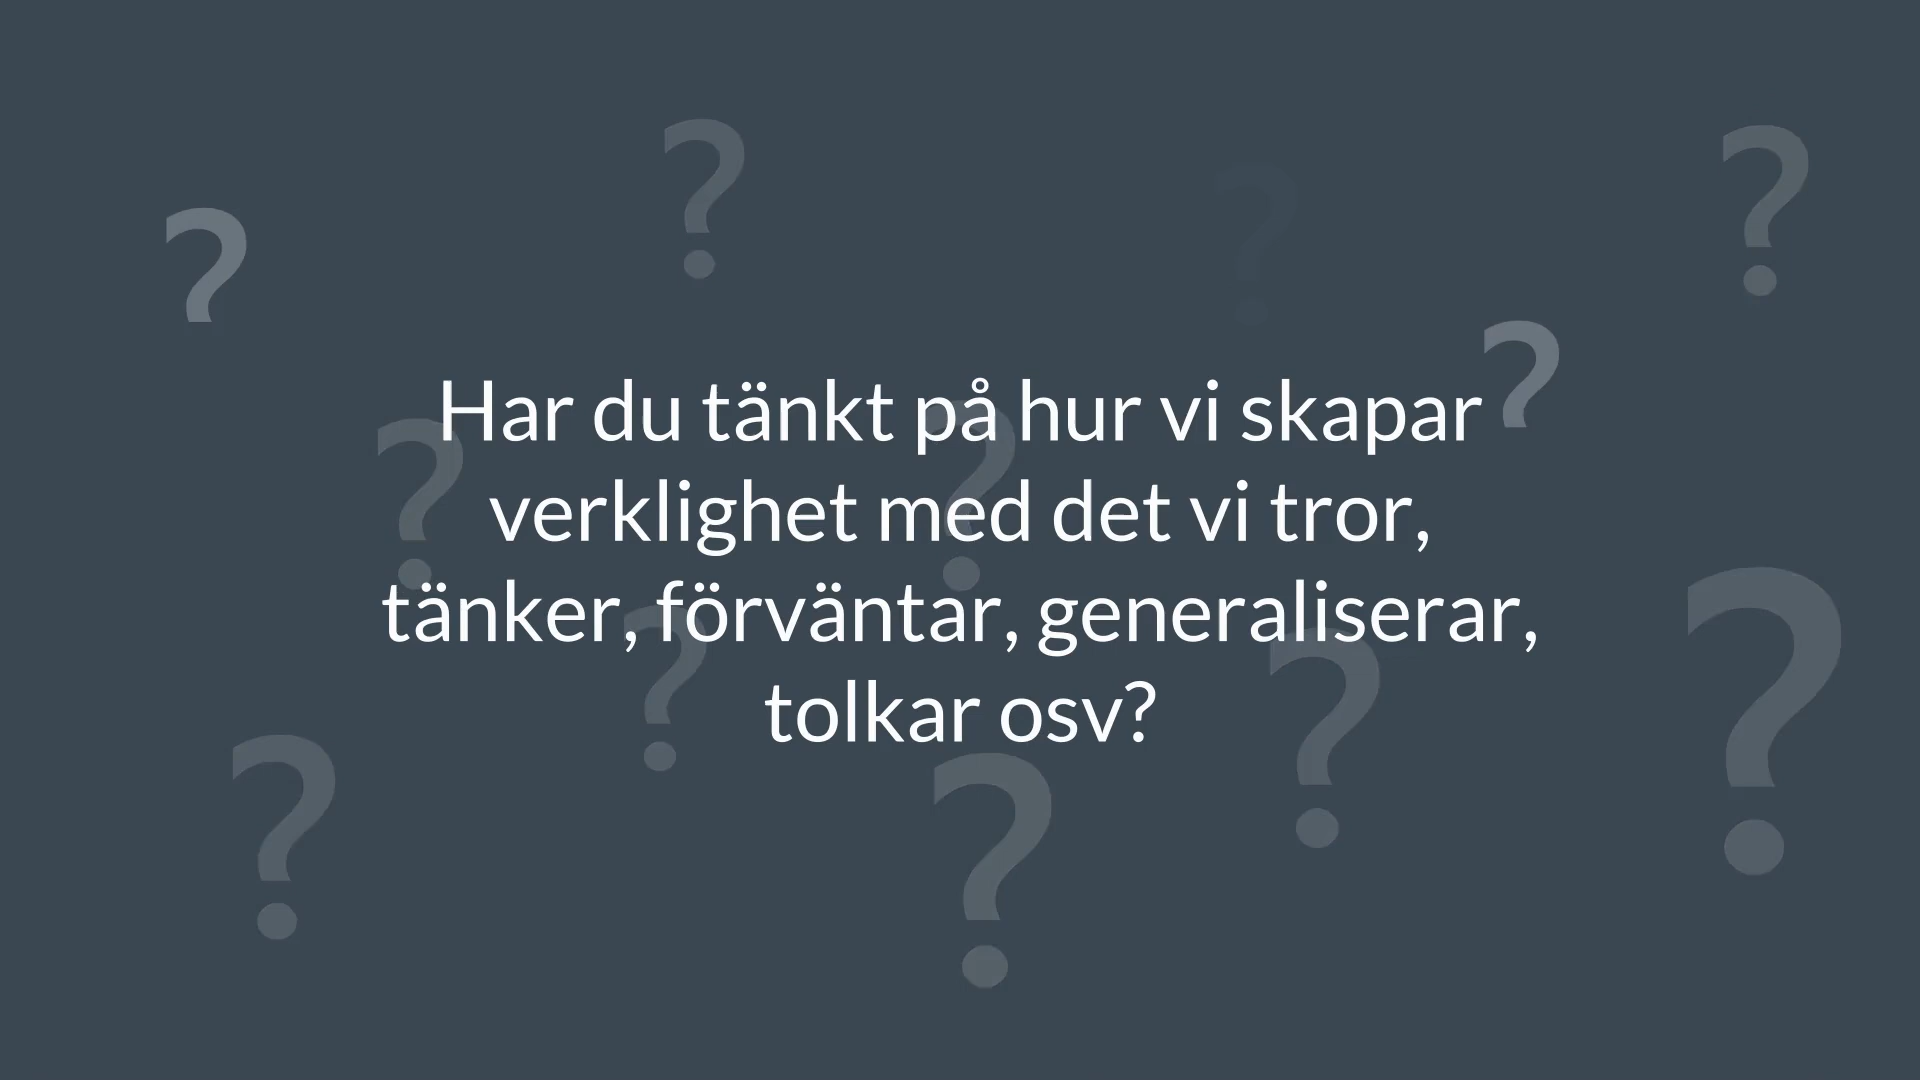 Har du tänkt på hur vi skapar
verklighet med det vi tror,
tänker, förväntar, generaliserar,
tolkar osv?